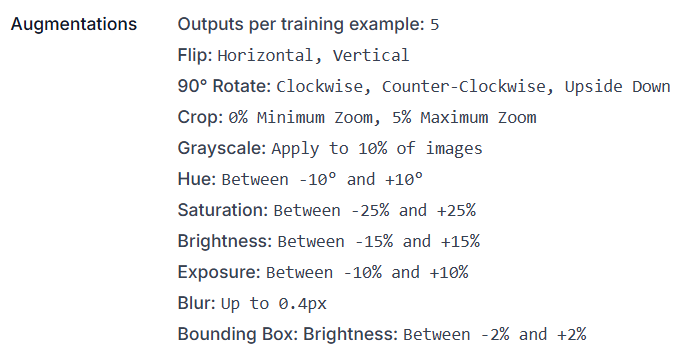 Augmentations
Outputs per training example: 5
Flip: Horizontal, Vertical
90° Rotate: Clockwise, Counter-Clockwise, Upside Down
Crop: 0% Minimum Zoom, 5% Maximum Zoom
Grayscale: Apply to 10% of images
Hue: Between -10° and +10°
Saturation: Between -25% and +25%
Brightness: Between -15% and +15%
Exposure: Between -10% and +10%
Blur: Up to 0.4px
Bounding Box: Brightness: Between -2% and +2%